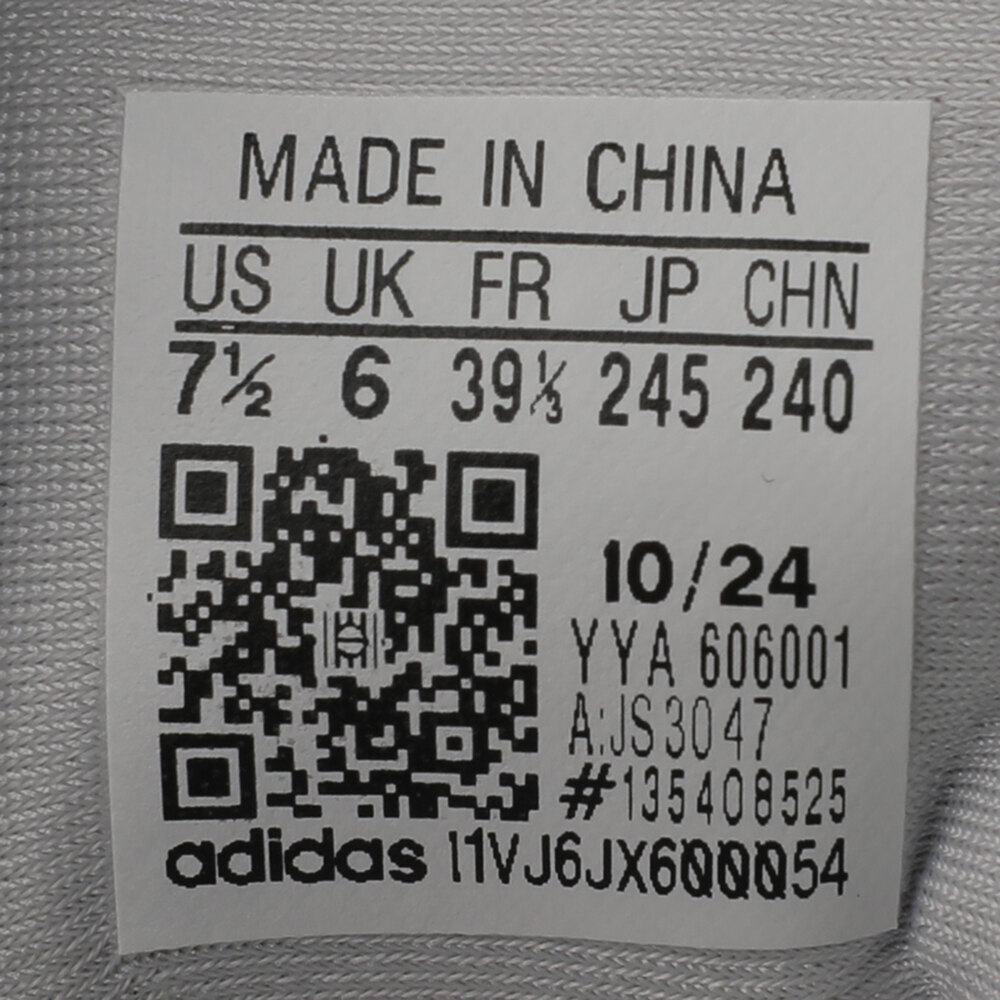 MADE IN CHINA
US UK FR JP CHN
7½ 6 39⅓ 245 240
10/24
YYA 606001
A:JS3047
#135408525
adidas I1VJ6JX6000054